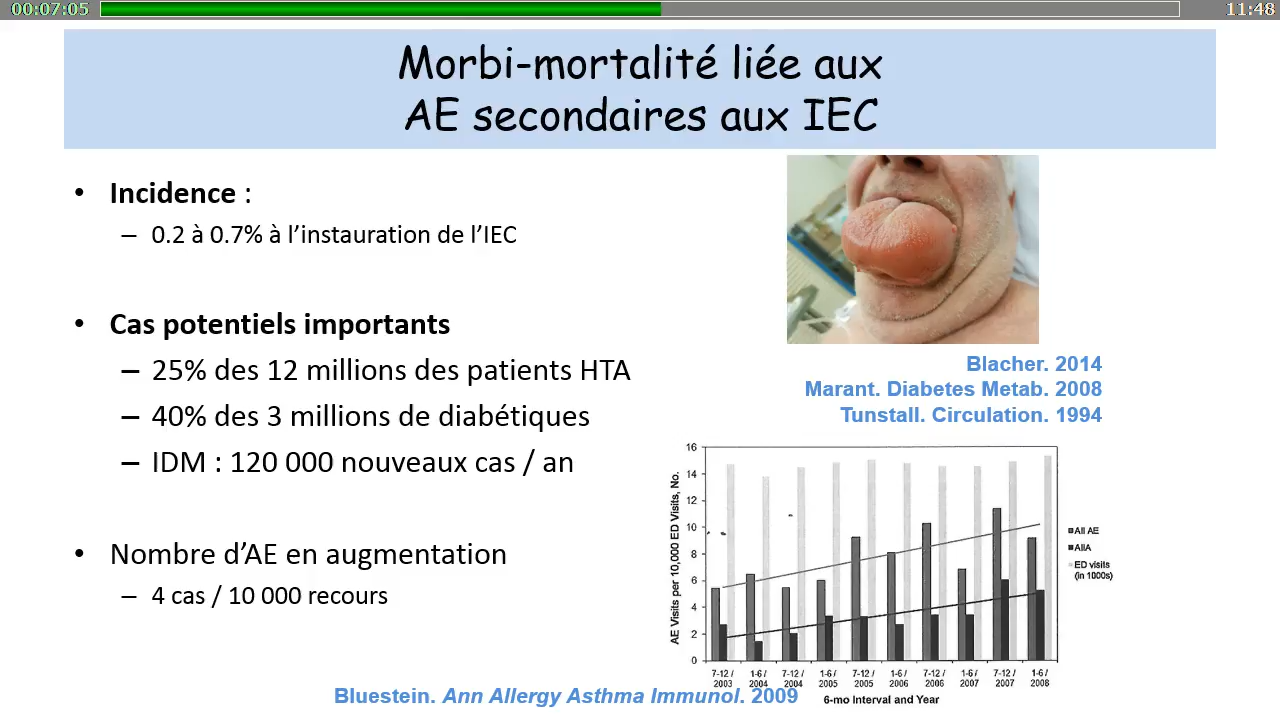 00:07:05
11:48
Morbi-mortalité liée aux
AE secondaires aux IEC
• Incidence :
– 0.2 à 0.7% à l’instauration de l’IEC
• Cas potentiels importants
– 25% des 12 millions des patients HTA
– 40% des 3 millions de diabétiques
– IDM : 120 000 nouveaux cas / an
• Nombre d’AE en augmentation
– 4 cas / 10 000 recours
Blacher. 2014
Marant. Diabetes Metab. 2008
Tunstall. Circulation. 1994
AE Visits per 10,000 ED Visits, No.
16
14
12
10
8
6
4
2
0
7-12 / 2003
1-6 / 2004
7-12 / 2004
1-6 / 2005
7-12 / 2005
1-6 / 2006
7-12 / 2006
1-6 / 2007
7-12 / 2007
1-6 / 2008
6-mo Interval and Year
All AE
AIIA
ED visits
(in 1000s)
Bluestein. Ann Allergy Asthma Immunol. 2009